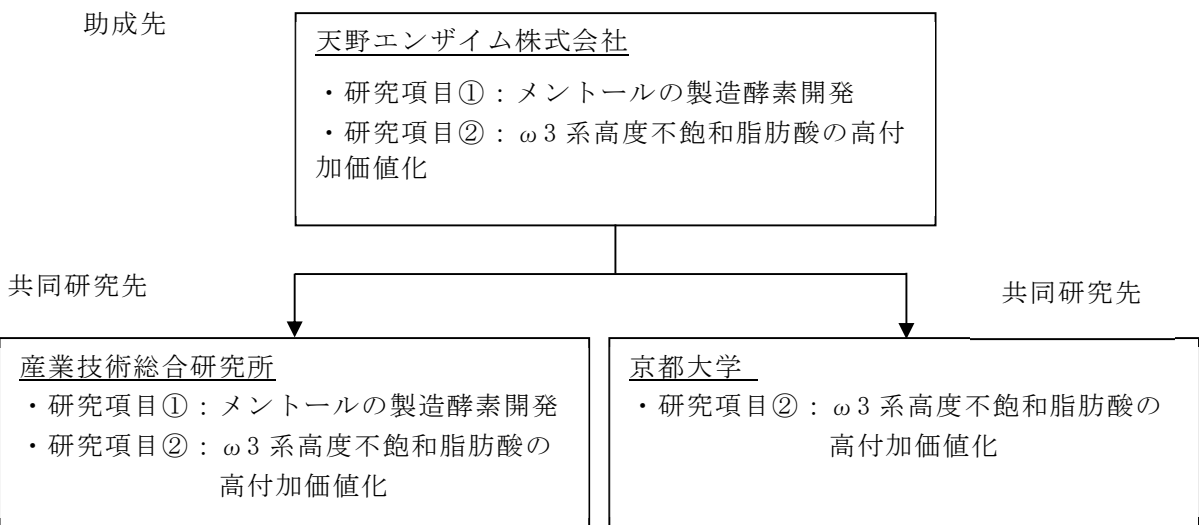 助成先
天野エンザイム株式会社
・研究項目①：メントールの製造酵素開発
・研究項目②：ω3系高度不飽和脂肪酸の高付
加価値化
共同研究先
共同研究先
産業技術総合研究所
・研究項目①：メントールの製造酵素開発
・研究項目②：ω3系高度不飽和脂肪酸の
高付加価値化
京都大学
・研究項目②：ω3系高度不飽和脂肪酸の
高付加価値化